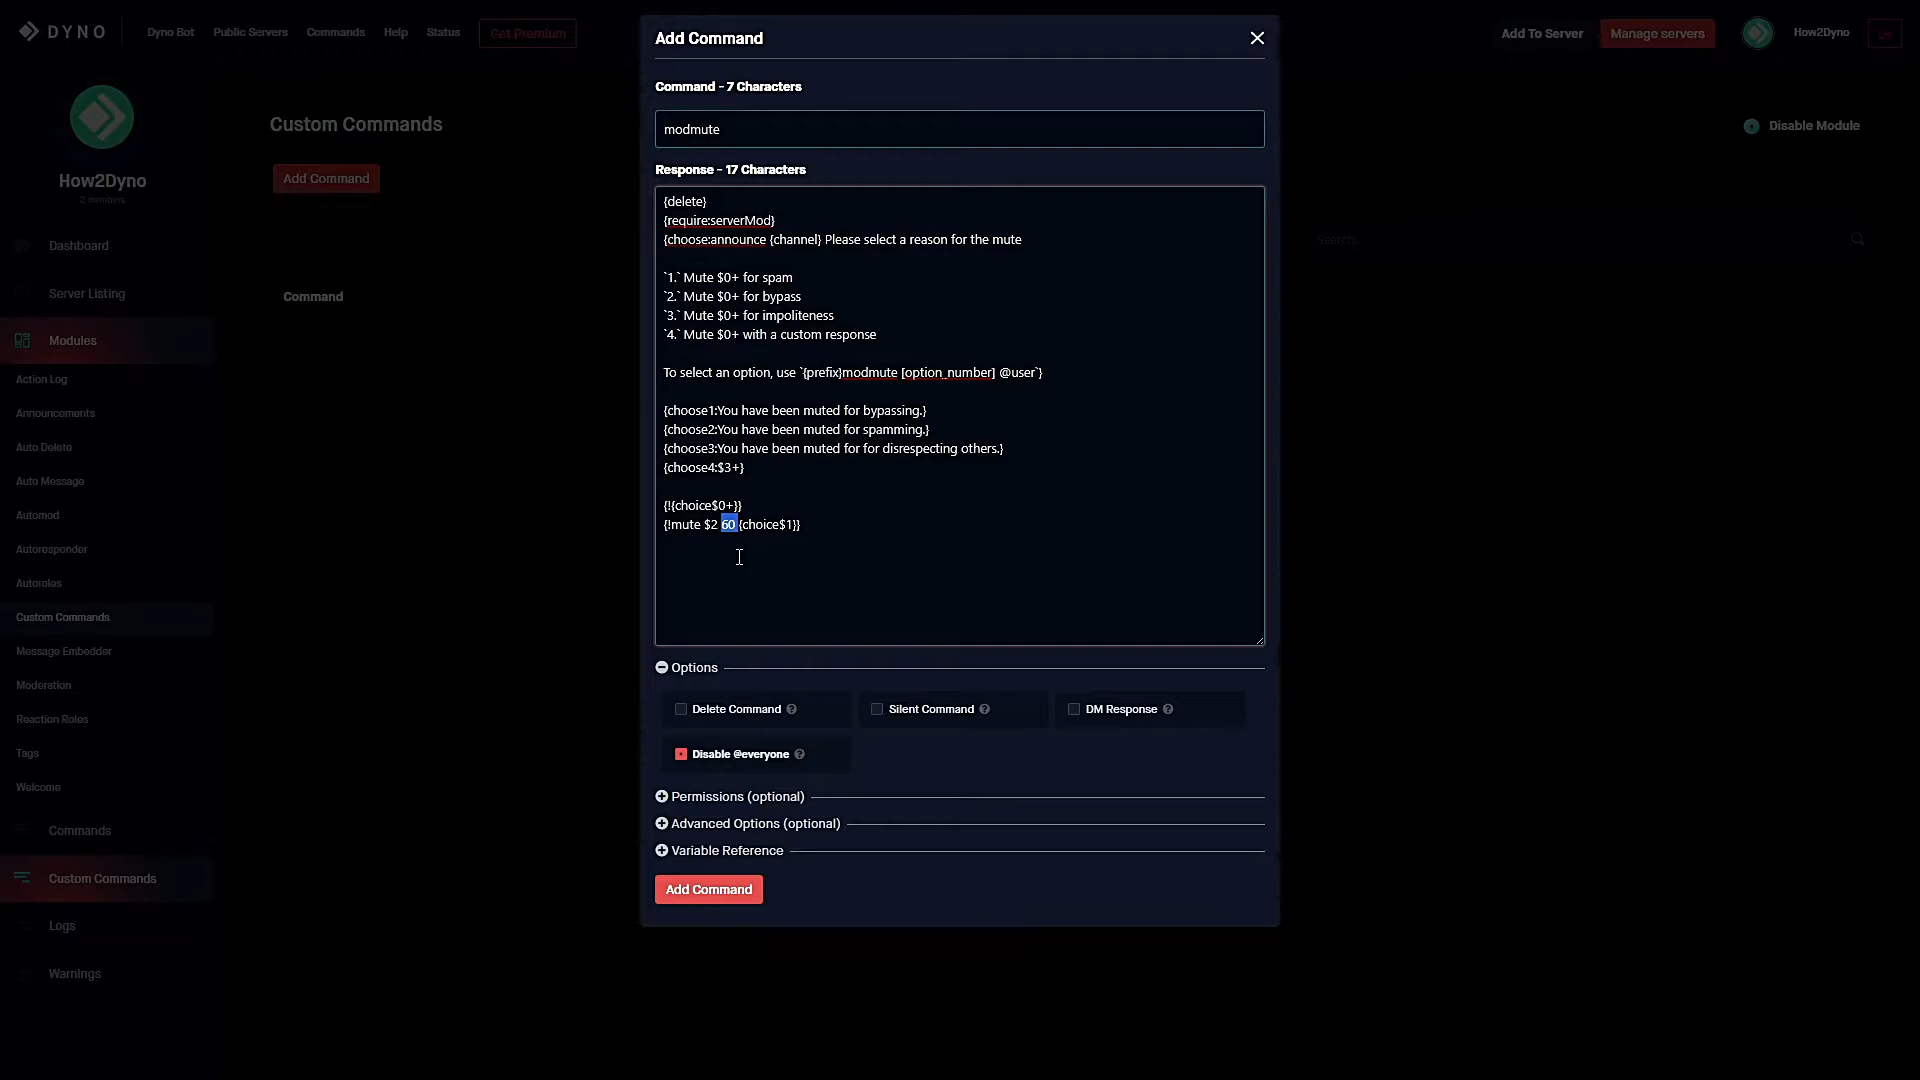 DYNO
Dyno Bot
Public Servers
Commands
Help
Status
Get Premium
Add To Server
Manage servers
How2Dyno
How2Dyno
2 members
Dashboard
Server Listing
Modules
Action Log
Announcements
Auto Delete
Auto Message
Automod
Autoresponder
Autoroles
Custom Commands
Message Embedder
Moderation
Reaction Roles
Tags
Welcome
Commands
Custom Commands
Logs
Warnings
Custom Commands
Disable Module
Add Command
Search...
Command
Add Command
Command - 7 Characters
modmute
Response - 17 Characters
{delete}
{require:serverMod}
{choose:announce {channel} Please select a reason for the mute
`1.` Mute $0+ for spam
`2.` Mute $0+ for bypass
`3.` Mute $0+ for impoliteness
`4.` Mute $0+ with a custom response
To select an option, use `{prefix}modmute [option_number] @user`}
{choose1:You have been muted for bypassing.}
{choose2:You have been muted for spamming.}
{choose3:You have been muted for for disrespecting others.}
{choose4:$3+}
{!{choice$0+}}
{!mute $2 60 {choice$1}}
Options
Delete Command
Silent Command
DM Response
Disable @everyone
Permissions (optional)
Advanced Options (optional)
Variable Reference
Add Command